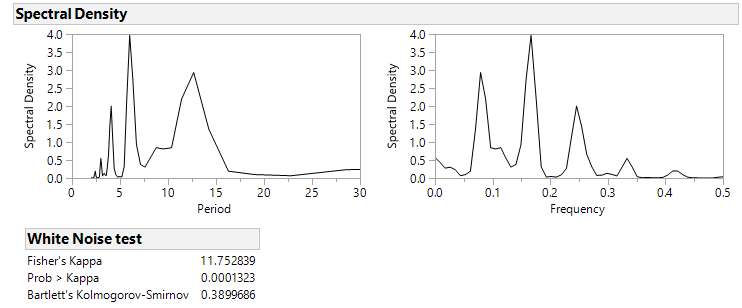 Spectral Density
Spectral Density
4.0
3.5
3.0
2.5
2.0
1.5
1.0
0.5
0.0
0 5 10 15 20 25 30
Period
Spectral Density
4.0
3.5
3.0
2.5
2.0
1.5
1.0
0.5
0.0
0.0 0.1 0.2 0.3 0.4 0.5
Frequency
White Noise test
Fisher's Kappa 11.752839
Prob > Kappa 0.0001323
Bartlett's Kolmogorov-Smirnov 0.3899686